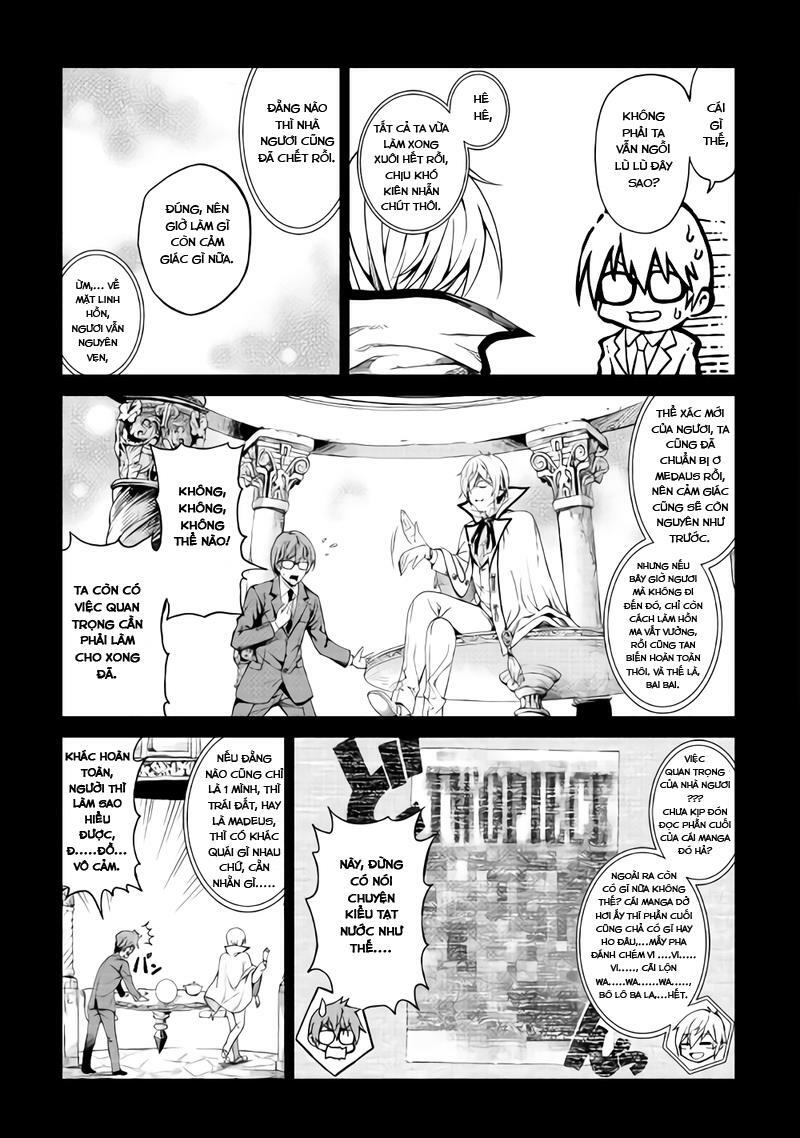 CÁI
GÌ
THẾ,
KHÔNG
PHẢI TA
VẪN NGỒI
LÙ LÙ ĐÂY
SAO?
HÊ
HÊ,
TẤT CẢ TA VỪA
LÀM XONG
XUÔI HẾT RỒI,
CHỊU KHÓ
KIÊN NHẪN
CHÚT THÔI.
ĐẰNG NÀO
THÌ NHÀ
NGƯƠI CŨNG
ĐÃ CHẾT RỒI.
ĐÚNG, NÊN
GIỜ LÀM GÌ
CÒN CẢM
GIÁC GÌ NỮA.
ỪM,... VỀ
MẶT LINH
HỒN,
NGƯƠI VẪN
NGUYÊN
VẸN,
THỂ XÁC MỚI
CỦA NGƯƠI, TA
CŨNG ĐÃ
CHUẨN BỊ Ở
MEDAUS RỒI,
NÊN CẢM GIÁC
CŨNG SẼ CÒN
NGUYÊN NHƯ
TRƯỚC.
NHƯNG NẾU
BÂY GIỜ NGƯƠI
MÀ KHÔNG ĐI
ĐẾN ĐÓ, CHỈ CÒN
CÁCH LÀM HỒN
MA VẤT VƯỞNG,
RỒI CŨNG TAN
BIẾN HOÀN TOÀN
THÔI. VÀ THẾ LÀ,
BAI BAI.
KHÔNG,
KHÔNG,
KHÔNG
THỂ NÀO!
TA CÒN CÓ
VIỆC QUAN
TRỌNG CẦN
PHẢI LÀM
CHO XONG
ĐÃ.
VIỆC
QUAN TRỌNG
CỦA NHÀ NGƯƠI
???
CHƯA KỊP ĐÓN
ĐỌC PHẦN CUỐI
CỦA CÁI MANGA
ĐÓ HẢ?
NGOÀI RA CÒN
CÓ GÌ NỮA KHÔNG
THẾ? CÁI MANGA DỞ
HƠI ẤY THÌ PHẦN CUỐI
CŨNG CHẢ CÓ GÌ HAY
HO ĐÂU,...MẤY PHA
ĐÁNH CHÉM VI ....VI.....
VI....., CÃI LỘN
WA.....WA.....WA.....,
BÔ LÔ BA LA,...HẾT.
NÀY, ĐỪNG
CÓ NÓI
CHUYỆN
KIỂU TẠT
NƯỚC NHƯ
THẾ....
NẾU ĐẰNG
NÀO CŨNG CHỈ
LÀ 1 MÌNH, THÌ
TRÁI ĐẤT, HAY
LÀ MADEUS,
THÌ CÓ KHÁC
QUÁI GÌ NHAU
CHỨ, CẰN
NHẰN GÌ.....
KHÁC HOÀN
TOÀN,
NGƯỜI THÌ
LÀM SAO
HIỂU
ĐƯỢC,
Đ.....ĐỒ...
VÔ CẢM.
バン